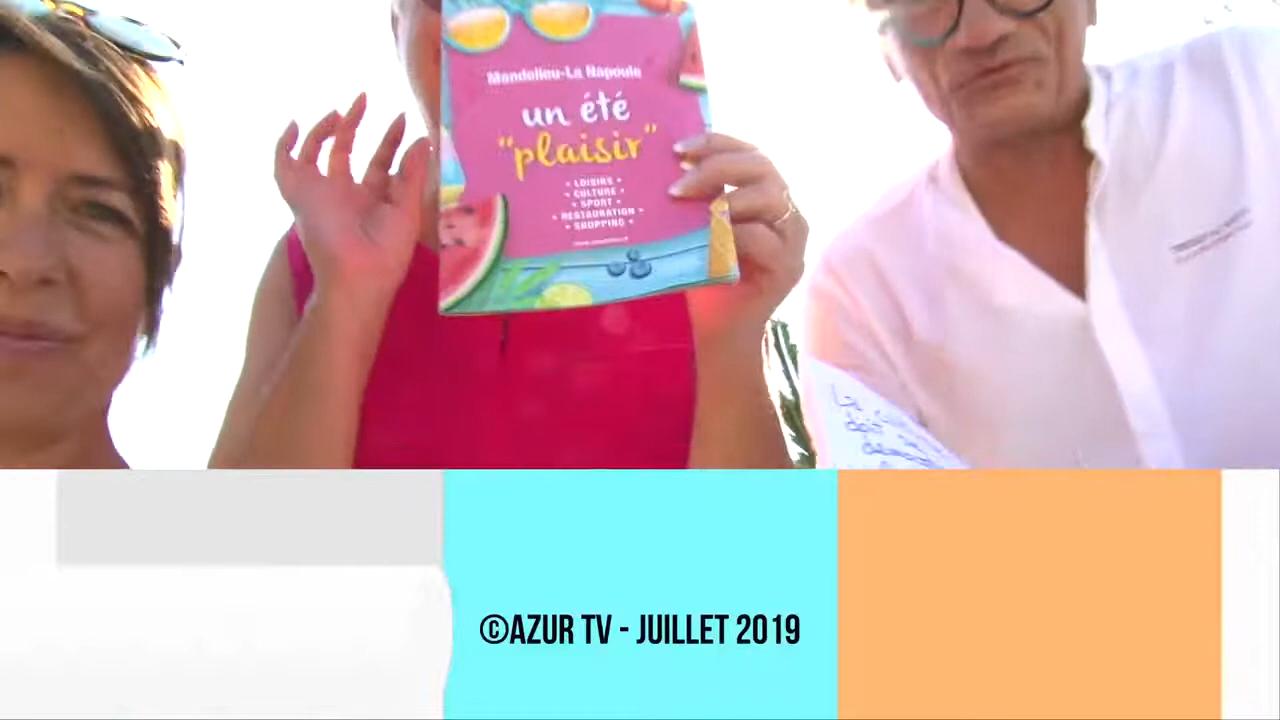 Mandelieu-La Napoule
un été
"plaisir"
• LOISIRS •
• CULTURE •
• SPORT •
• RESTAURATION •
• SHOPPING •
©AZUR TV - JUILLET 2019